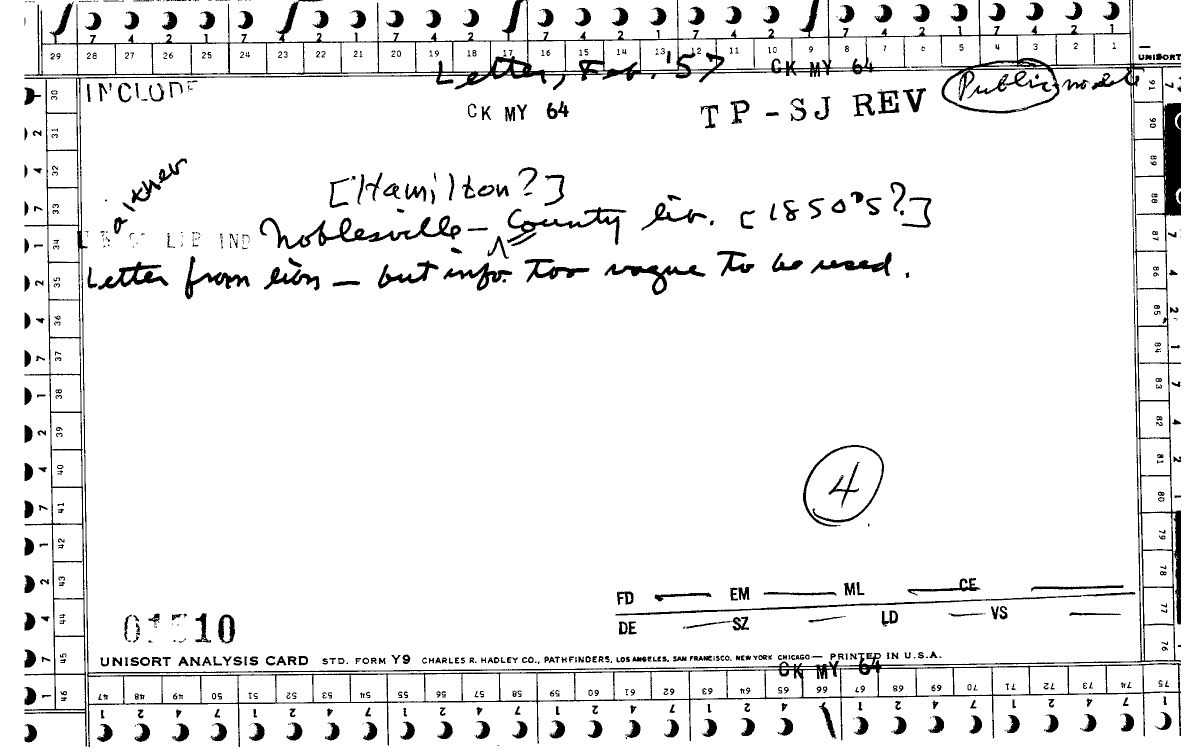 7 4 2 1 7 4 2 1 7 4 2 1 7 4 2 1 7 4 2 1 7 4 2 1 7 4 2 1
29 28 27 26 25 24 23 22 21 20 19 18 17 16 15 14 13 12 11 10 9 8 7 6 5 4 3 2 1
UNISORT
Letter, Feb. '57 CK MY 64
INCLUDE
CK MY 64 TP-SJ REV Public no date
[Hamilton?]
LIB IND Noblesville - County lib. [1850's?]
Letter from libn - but info. too vague to be used.
4
FD EM ML CE
DE SZ LD VS
01510
UNISORT ANALYSIS CARD STD. FORM Y9 CHARLES R. HADLEY CO., PATHFINDERS, LOS ANGELES, SAN FRANCISCO, NEW YORK CHICAGO— PRINTED IN U.S.A.
CK MY 64
30 31 32 33 34 35 36 37 38 39 40 41 42 43 44 45 46
91 90 89 88 87 86 85 84 83 82 81 80 79 78 77 76 75
47 48 49 50 51 52 53 54 55 56 57 58 59 60 61 62 63 64 65 66 67 68 69 70 71 72 73 74
1 2 4 7 1 2 4 7 1 2 4 7 1 2 4 7 1 2 4 7 1 2 4 7 1 2 4 7